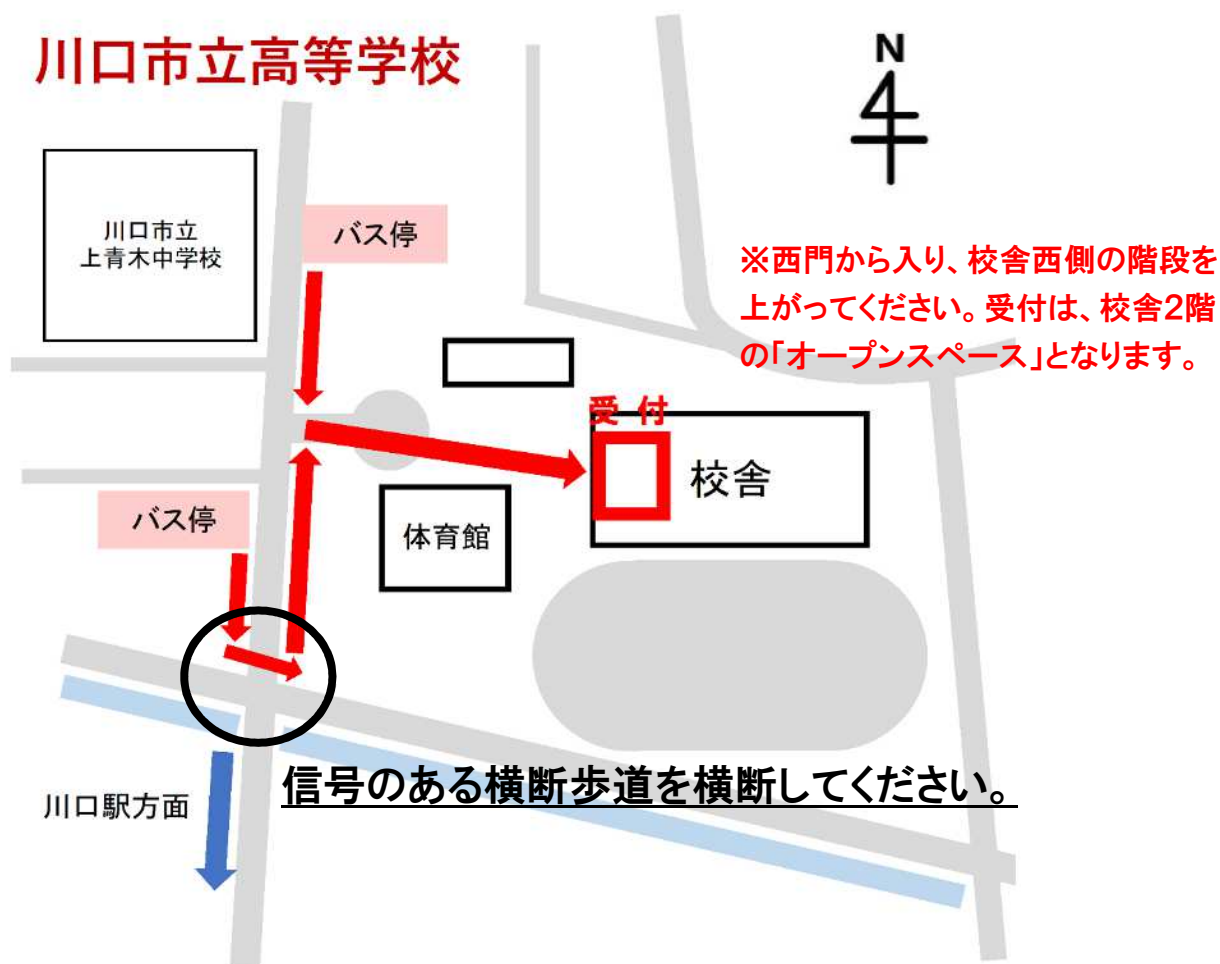 川口市立高等学校
N
川口市立
上青木中学校
バス停
※西門から入り、校舎西側の階段を
上がってください。受付は、校舎2階
の「オープンスペース」となります。
受付
校舎
バス停
体育館
信号のある横断歩道を横断してください。
川口駅方面